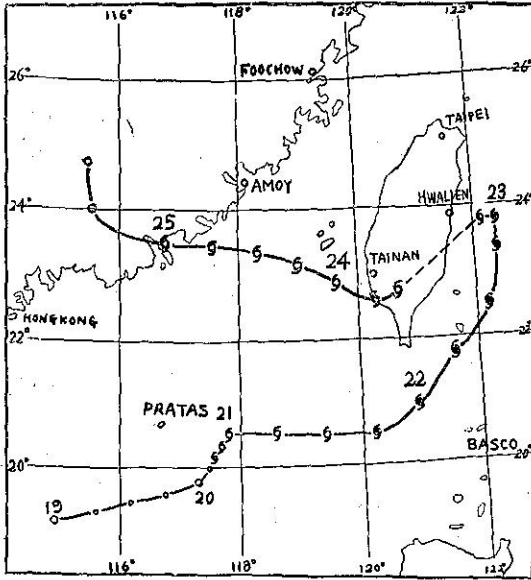 116° 118° 120° 122°
26° 26°
FOOCHOW
TAIPEI
AMOY
HWALIEN 23
24° 24°
25
24 TAINAN
HONGKONG
22° 22°
22
PRATAS 21
BASCO
20° 20°
19 20
116° 118° 120° 122°